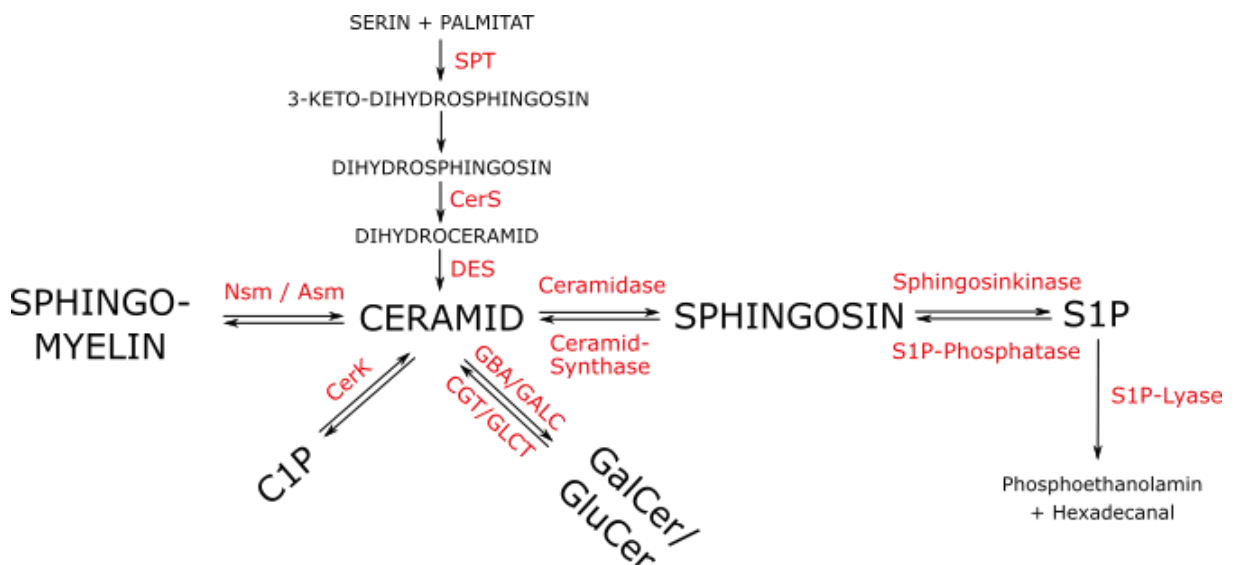 SERIN + PALMITAT
SPT
3-KETO-DIHYDROSPHINGOSIN
DIHYDROSPHINGOSIN
CerS
DIHYDROCERAMID
DES
SPHINGO-
MYELIN
Nsm / Asm
CERAMID
Ceramidase
Ceramid-
Synthase
SPHINGOSIN
Sphingosinkinase
S1P-Phosphatase
S1P
S1P-Lyase
Phosphoethanolamin
+ Hexadecanal
CerK
C1P
GBA/GALC
CGT/GLCT
GalCer/
GluCer